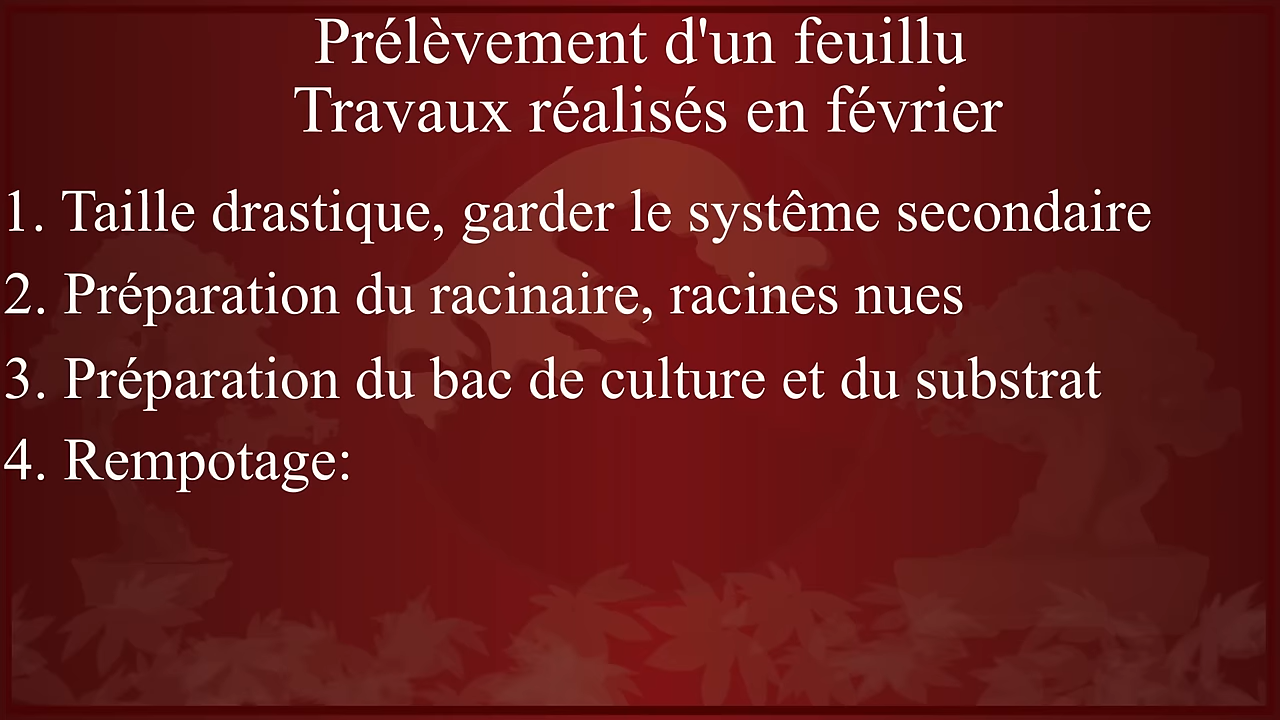 Prélèvement d'un feuillu
Travaux réalisés en février
1. Taille drastique, garder le systême secondaire
2. Préparation du racinaire, racines nues
3. Préparation du bac de culture et du substrat
4. Rempotage: